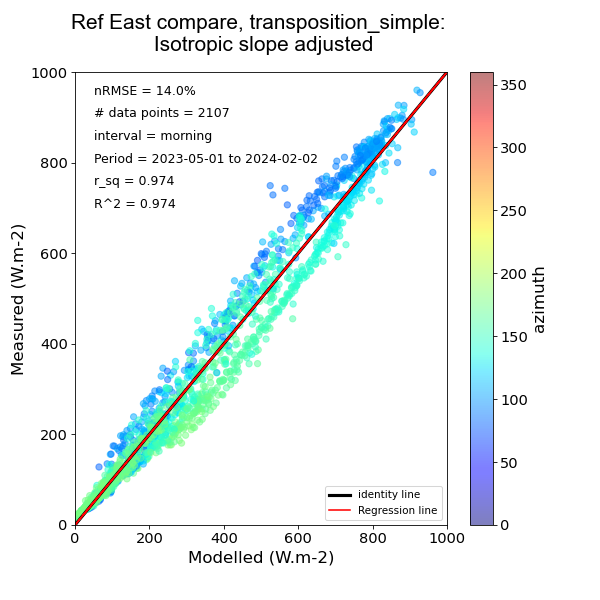 Ref East compare, transposition_simple:
Isotropic slope adjusted
nRMSE = 14.0%
# data points = 2107
interval = morning
Period = 2023-05-01 to 2024-02-02
r_sq = 0.974
R^2 = 0.974
1000
800
600
400
200
0
Measured (W.m-2)
0 200 400 600 800 1000
Modelled (W.m-2)
identity line
Regression line
350
300
250
200
150
100
50
0
azimuth